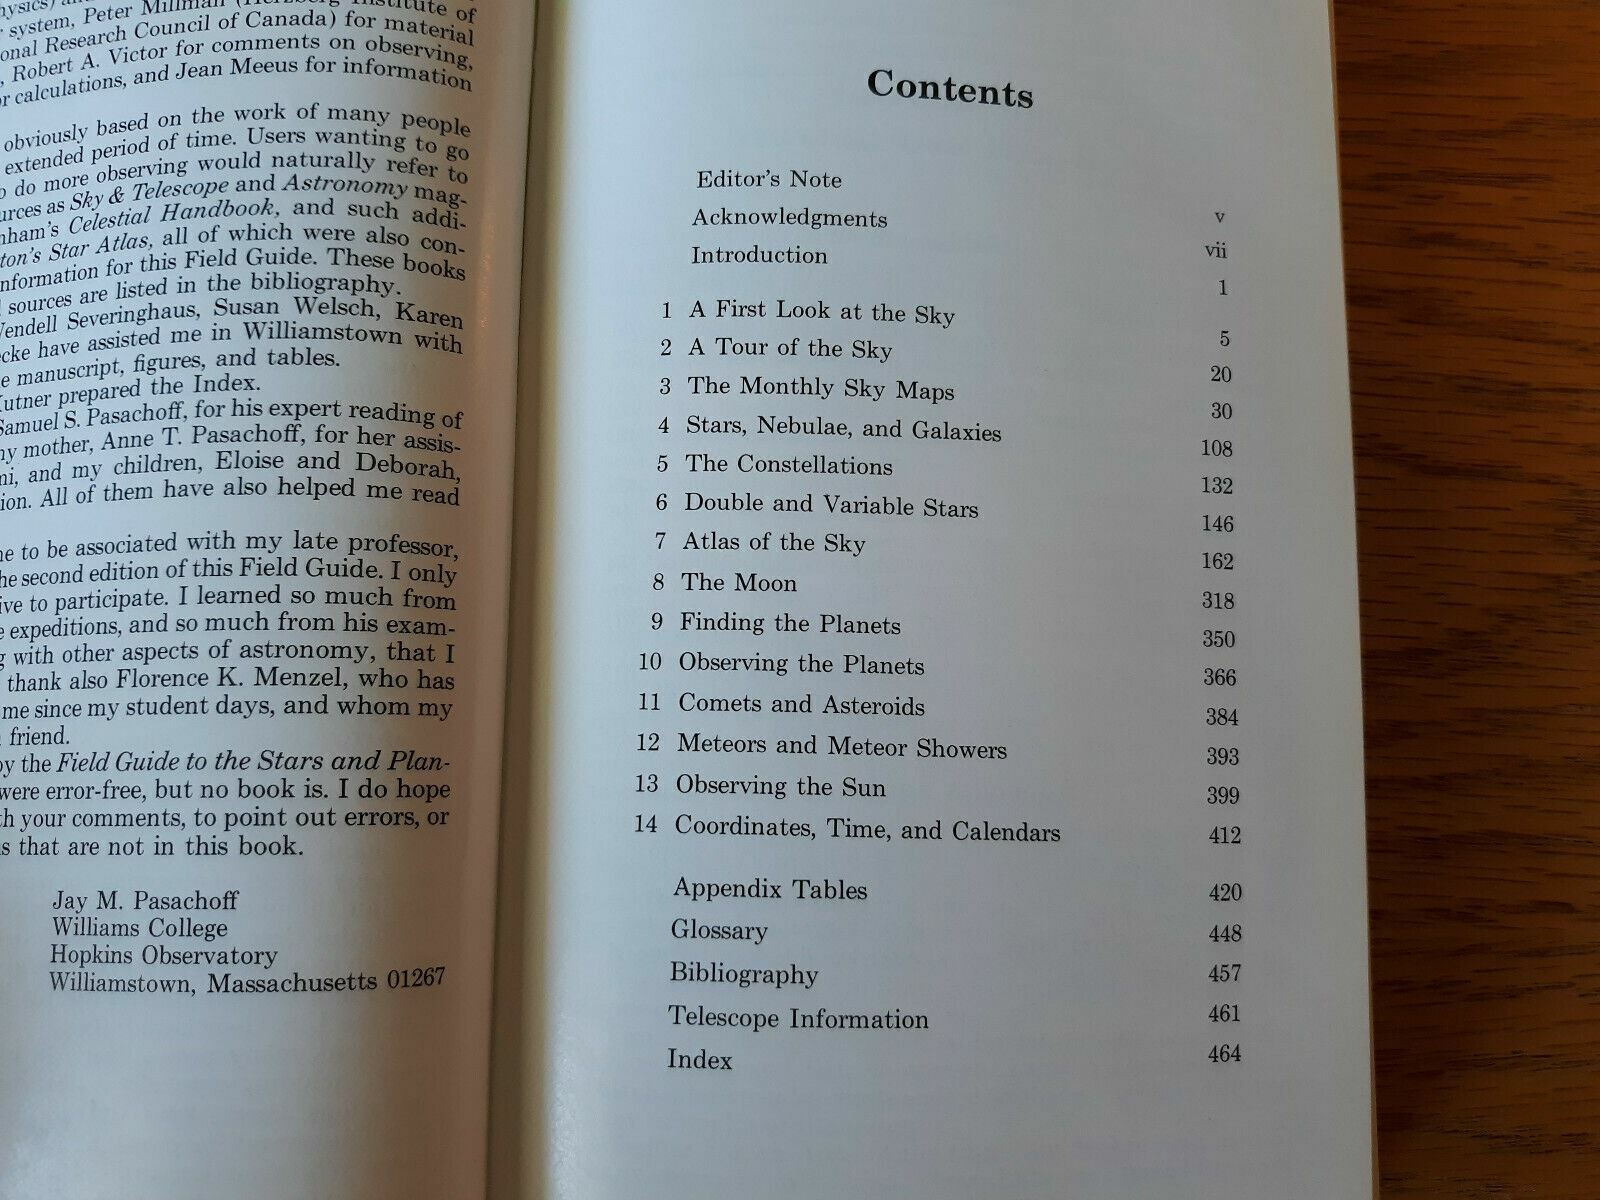 system, Peter Millman (Herzberg Institute of
onal Research Council of Canada) for material
, Robert A. Victor for comments on observing,
r calculations, and Jean Meeus for information
obviously based on the work of many people
extended period of time. Users wanting to go
o do more observing would naturally refer to
urces as Sky & Telescope and Astronomy mag-
nham's Celestial Handbook, and such addi-
ton's Star Atlas, all of which were also con-
nformation for this Field Guide. These books
sources are listed in the bibliography.
Wendell Severinghaus, Susan Welsch, Karen
cke have assisted me in Williamstown with
e manuscript, figures, and tables.
Kutner prepared the Index.
Samuel S. Pasachoff, for his expert reading of
my mother, Anne T. Pasachoff, for her assis-
ni, and my children, Eloise and Deborah,
ion. All of them have also helped me read
ne to be associated with my late professor,
he second edition of this Field Guide. I only
ive to participate. I learned so much from
e expeditions, and so much from his exam-
g with other aspects of astronomy, that I
thank also Florence K. Menzel, who has
me since my student days, and whom my
friend.
by the Field Guide to the Stars and Plan-
were error-free, but no book is. I do hope
th your comments, to point out errors, or
s that are not in this book.
Jay M. Pasachoff
Williams College
Hopkins Observatory
Williamstown, Massachusetts 01267
Contents
Editor's Note
Acknowledgments v
Introduction vii
1
1 A First Look at the Sky 5
2 A Tour of the Sky 20
3 The Monthly Sky Maps 30
4 Stars, Nebulae, and Galaxies 108
5 The Constellations 132
6 Double and Variable Stars 146
7 Atlas of the Sky 162
8 The Moon 318
9 Finding the Planets 350
10 Observing the Planets 366
11 Comets and Asteroids 384
12 Meteors and Meteor Showers 393
13 Observing the Sun 399
14 Coordinates, Time, and Calendars 412
Appendix Tables 420
Glossary 448
Bibliography 457
Telescope Information 461
Index 464